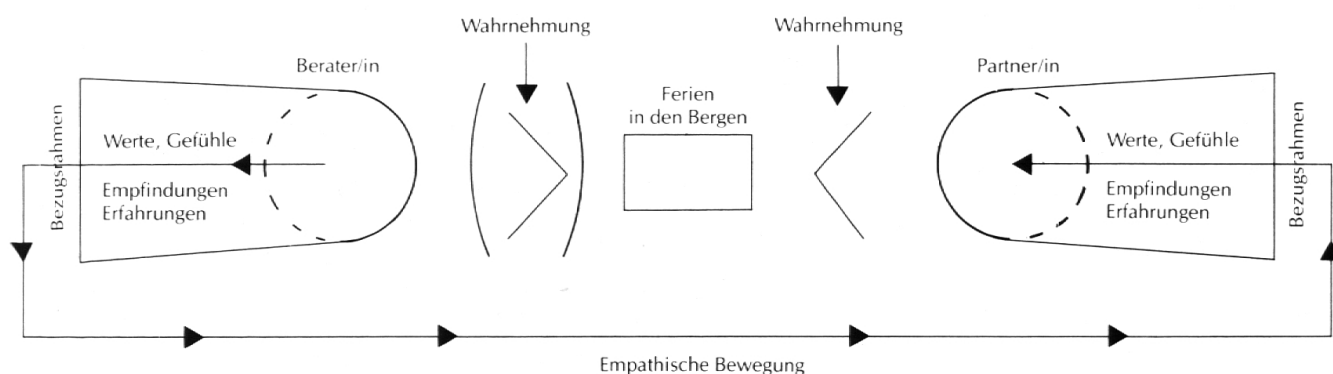 Wahrnehmung
Wahrnehmung
Berater/in
Partner/in
Ferien
in den Bergen
Bezugsrahmen
Werte, Gefühle
Empfindungen
Erfahrungen
Werte, Gefühle
Empfindungen
Erfahrungen
Bezugsrahmen
Empathische Bewegung